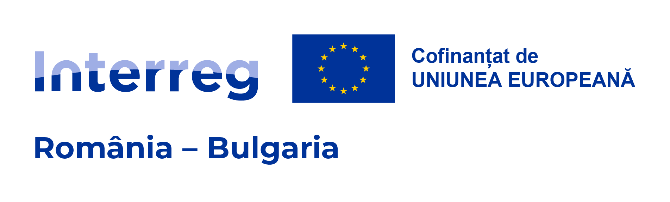 Interreg
Cofinanțat de
UNIUNEA EUROPEANĂ
România – Bulgaria